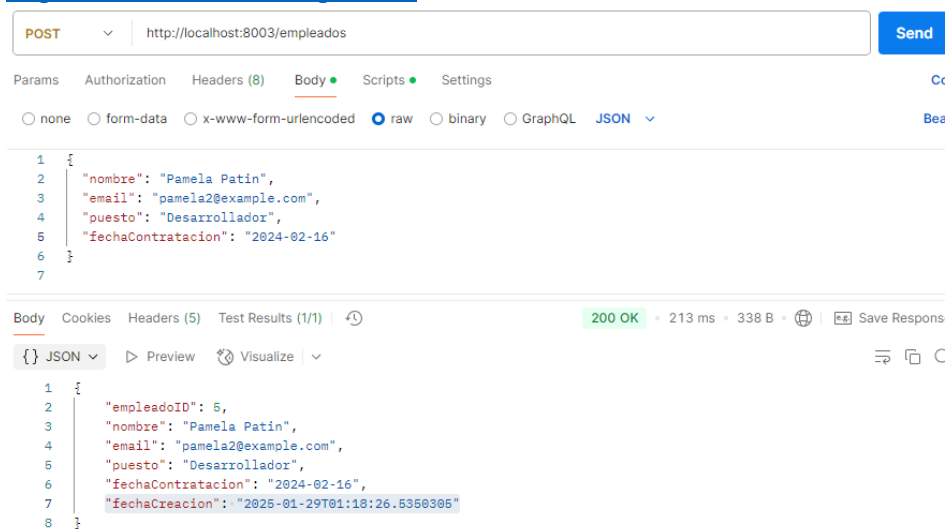 POST http://localhost:8003/empleados Send
Params Authorization Headers (8) Body Scripts Settings
none form-data x-www-form-urlencoded raw binary GraphQL JSON
1 {
2 "nombre": "Pamela Patin",
3 "email": "pamela2@example.com",
4 "puesto": "Desarrollador",
5 "fechaContratacion": "2024-02-16"
6 }
7
Body Cookies Headers (5) Test Results (1/1) 200 OK 213 ms 338 B e.g. Save Response
{} JSON Preview Visualize
1 {
2 "empleadoID": 5,
3 "nombre": "Pamela Patin",
4 "email": "pamela2@example.com",
5 "puesto": "Desarrollador",
6 "fechaContratacion": "2024-02-16",
7 "fechaCreacion": "2025-01-29T01:18:26.5350305"
8 }